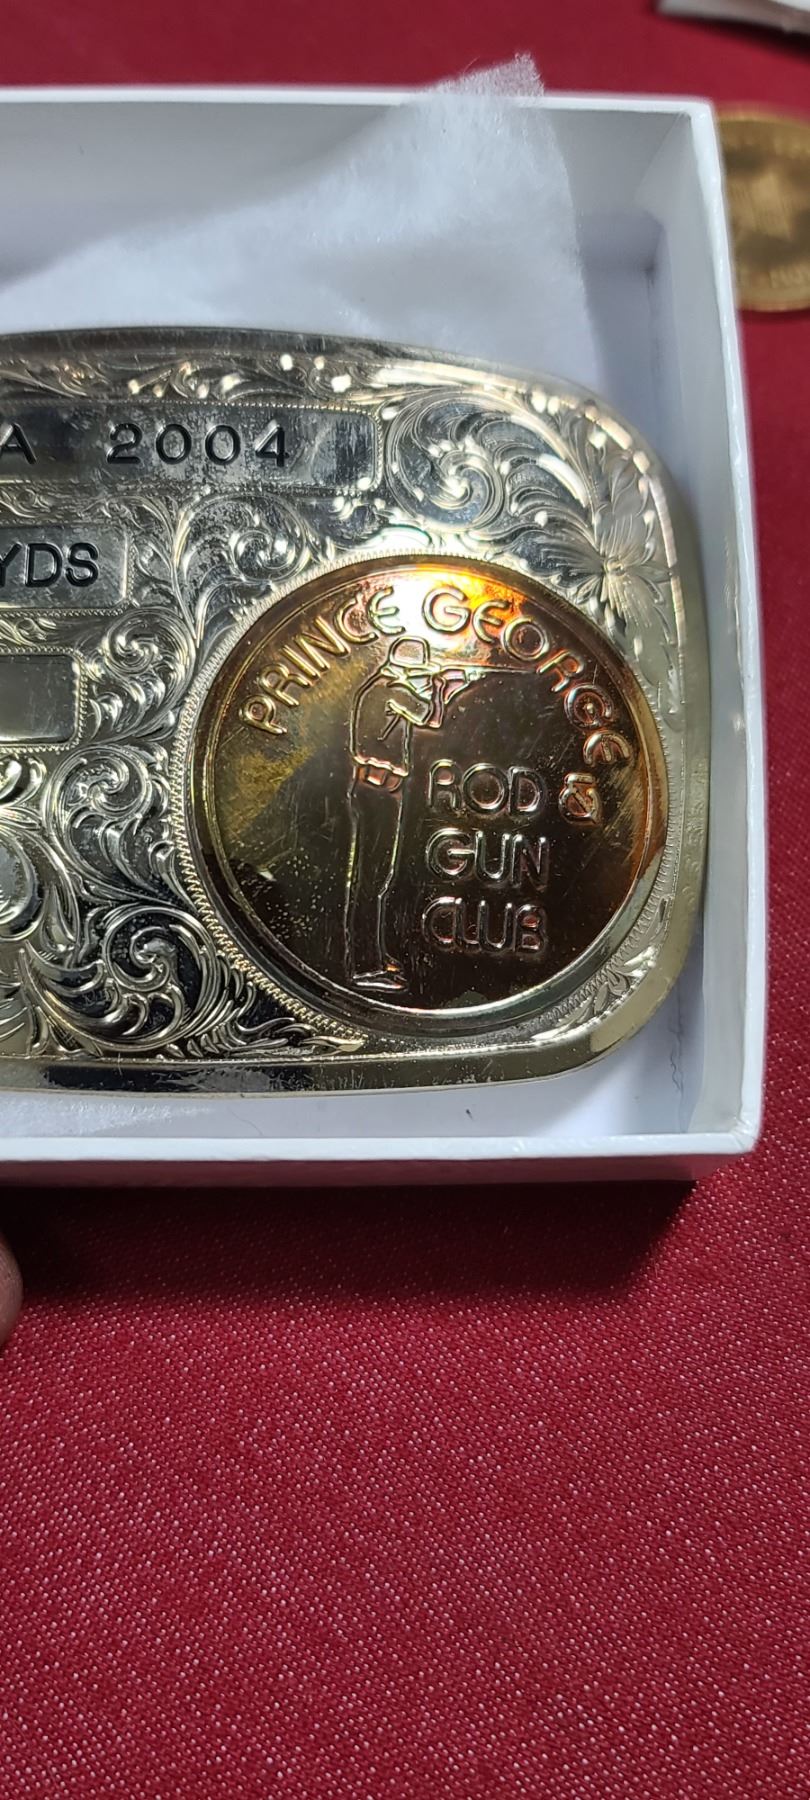 A 2004
YDS
PRINCE GEORGE
ROD &
GUN
CLUB